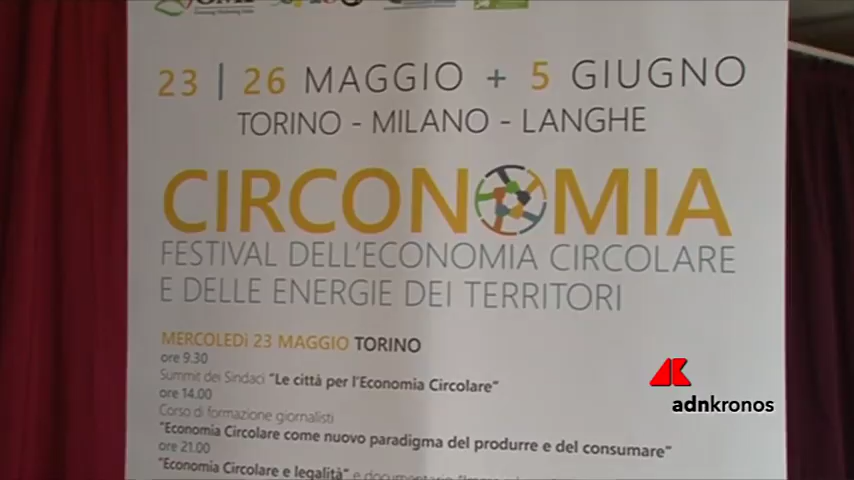 23 | 26 MAGGIO + 5 GIUGNO
TORINO - MILANO - LANGHE
CIRCONOMIA
FESTIVAL DELL'ECONOMIA CIRCOLARE
E DELLE ENERGIE DEI TERRITORI
MERCOLEDì 23 MAGGIO TORINO
ore 9.30
Summit dei Sindaci "Le città per l'Economia Circolare"
ore 14.00
Corso di formazione giornalisti
"Economia Circolare come nuovo paradigma del produrre e del consumare"
ore 21.00
"Economia Circolare e legalità" e documentario
adnkronos